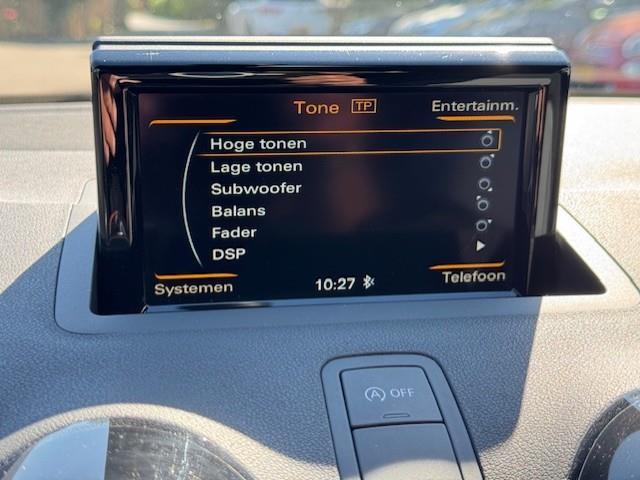 Tone TP Entertainm.
Hoge tonen
Lage tonen
Subwoofer
Balans
Fader
DSP
Systemen 10:27 Telefoon
A OFF